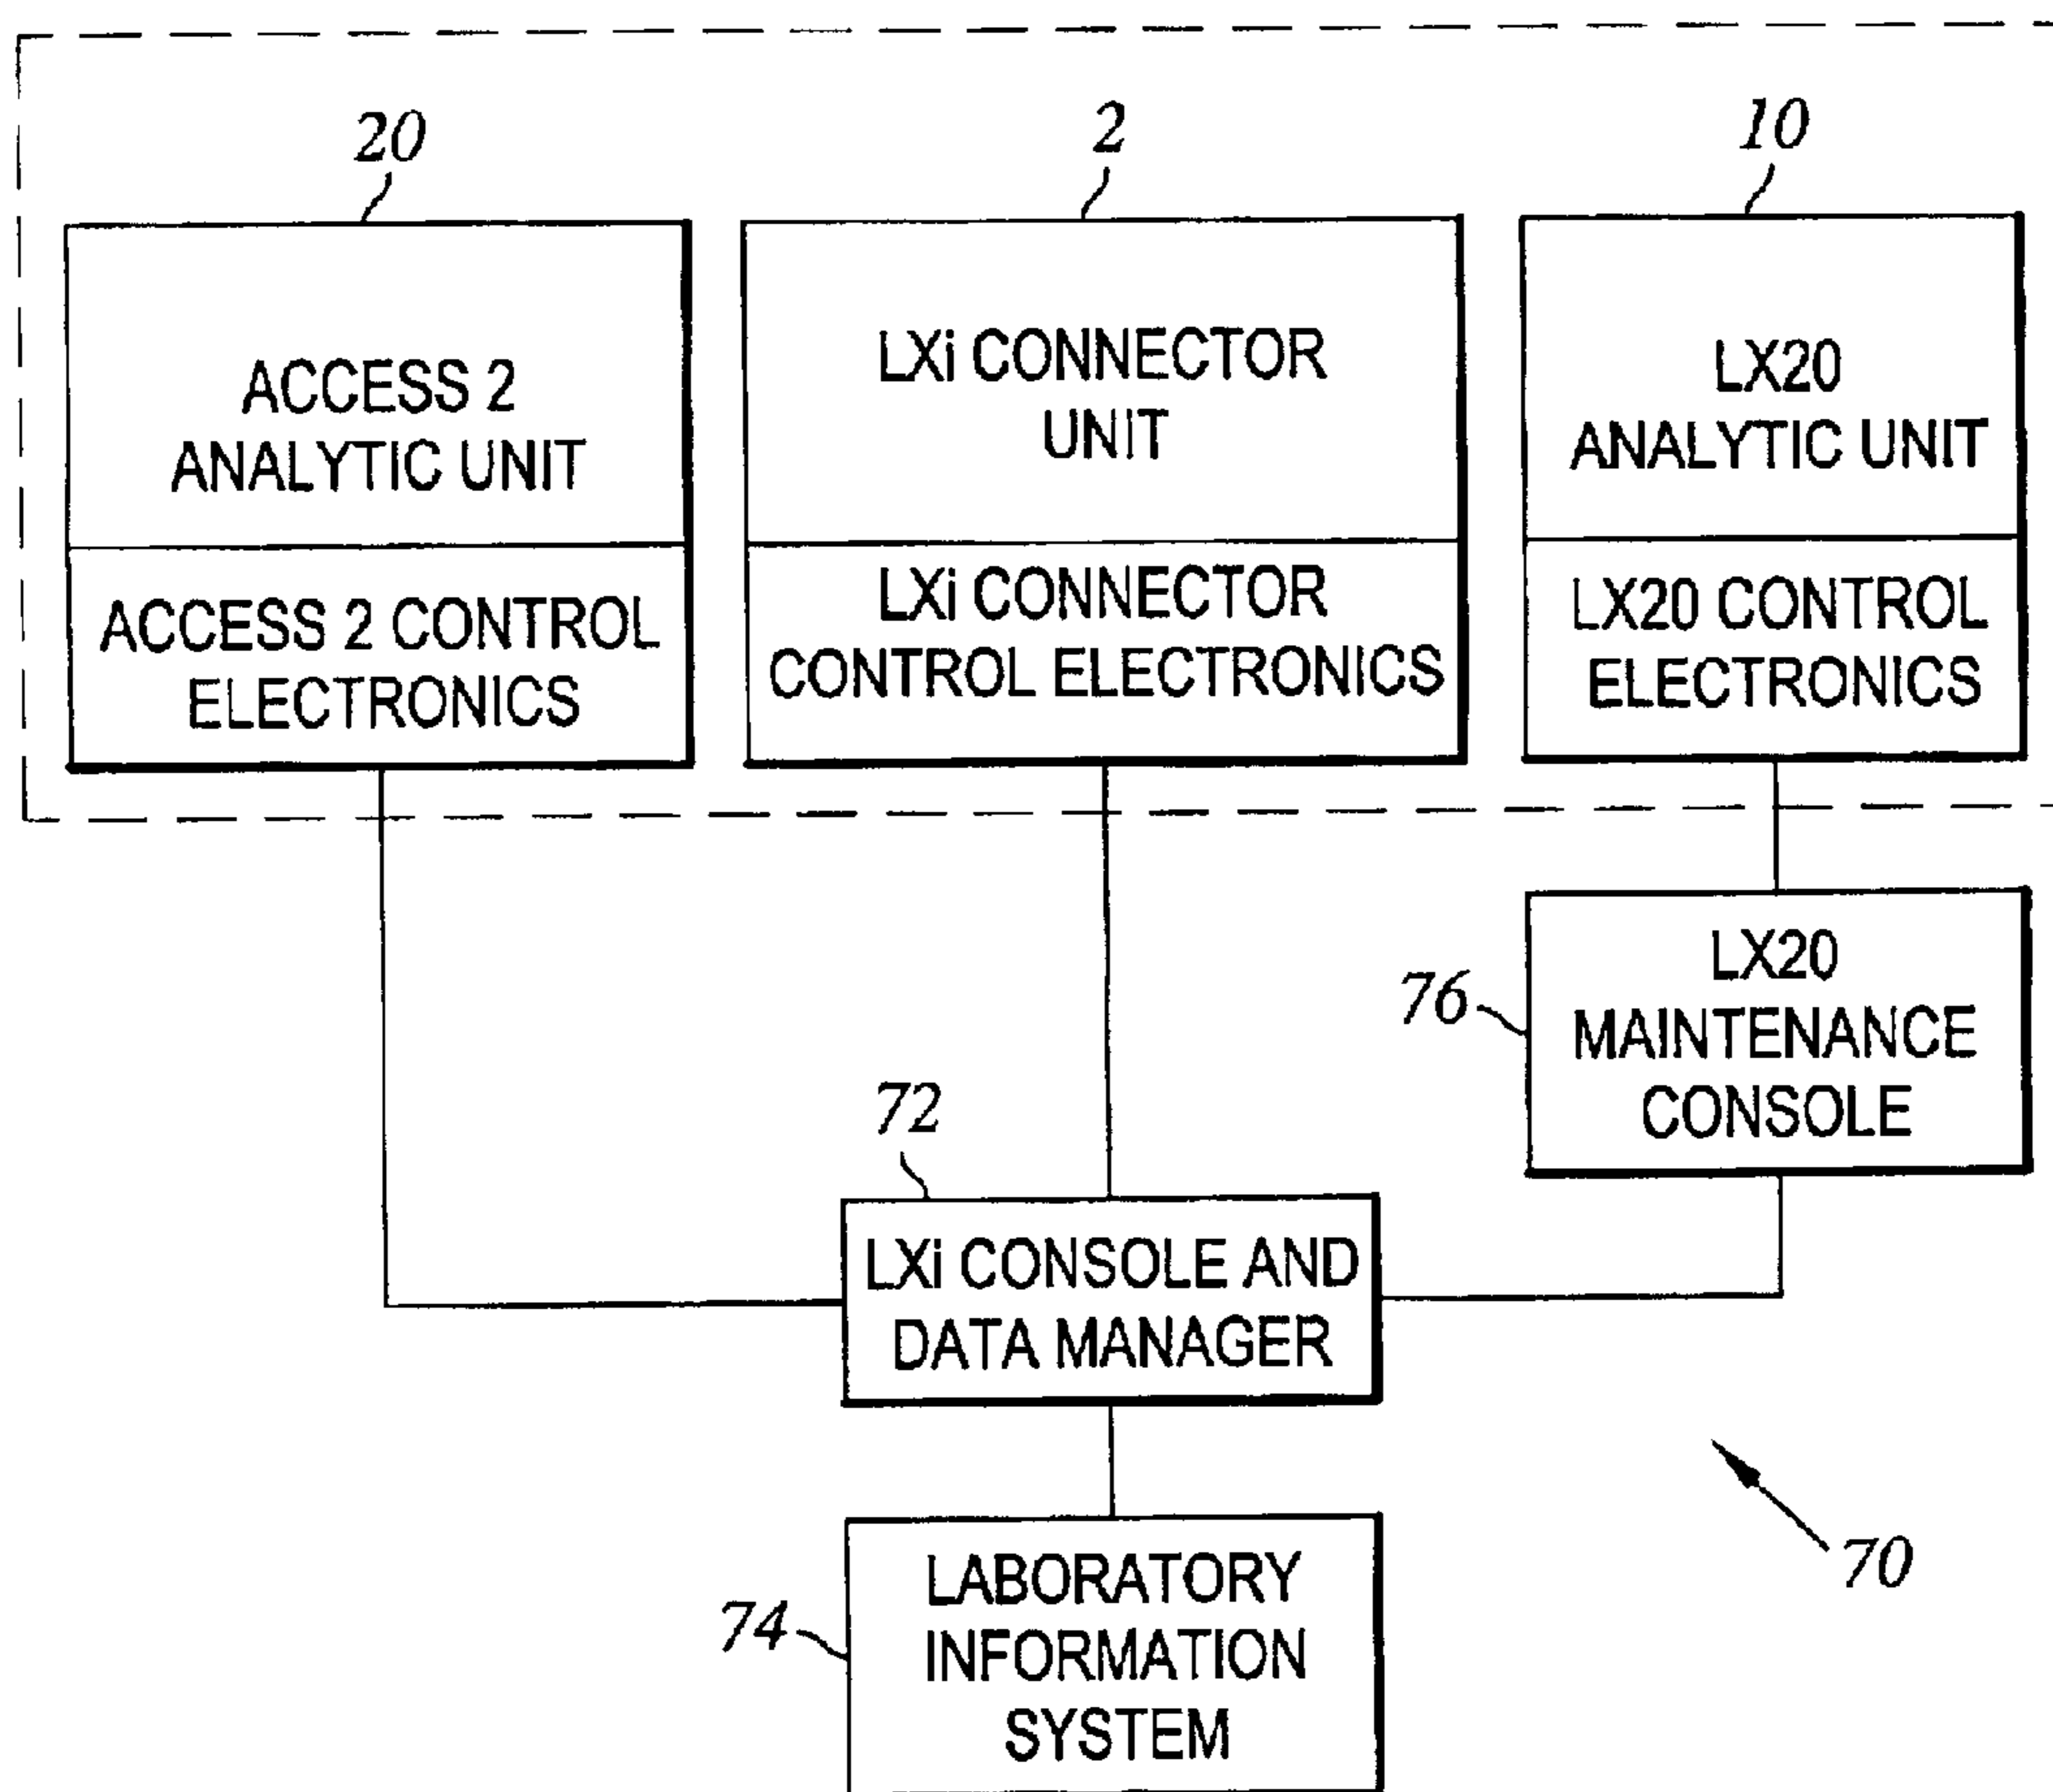 20
2
10
ACCESS 2
ANALYTIC UNIT
LXi CONNECTOR
UNIT
LX20
ANALYTIC UNIT
ACCESS 2 CONTROL
ELECTRONICS
LXi CONNECTOR
CONTROL ELECTRONICS
LX20 CONTROL
ELECTRONICS
76
LX20
MAINTENANCE
CONSOLE
72
LXi CONSOLE AND
DATA MANAGER
70
74
LABORATORY
INFORMATION
SYSTEM